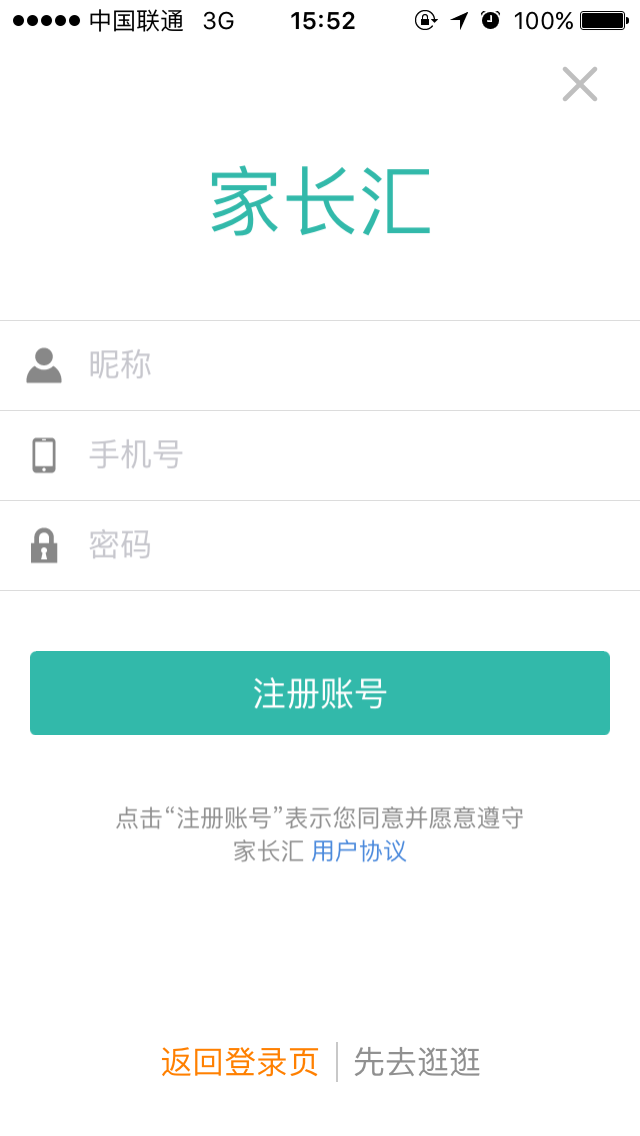 中国联通 3G 15:52 100%
家长汇
昵称
手机号
密码
注册账号
点击“注册账号”表示您同意并愿意遵守
家长汇 用户协议
返回登录页 先去逛逛